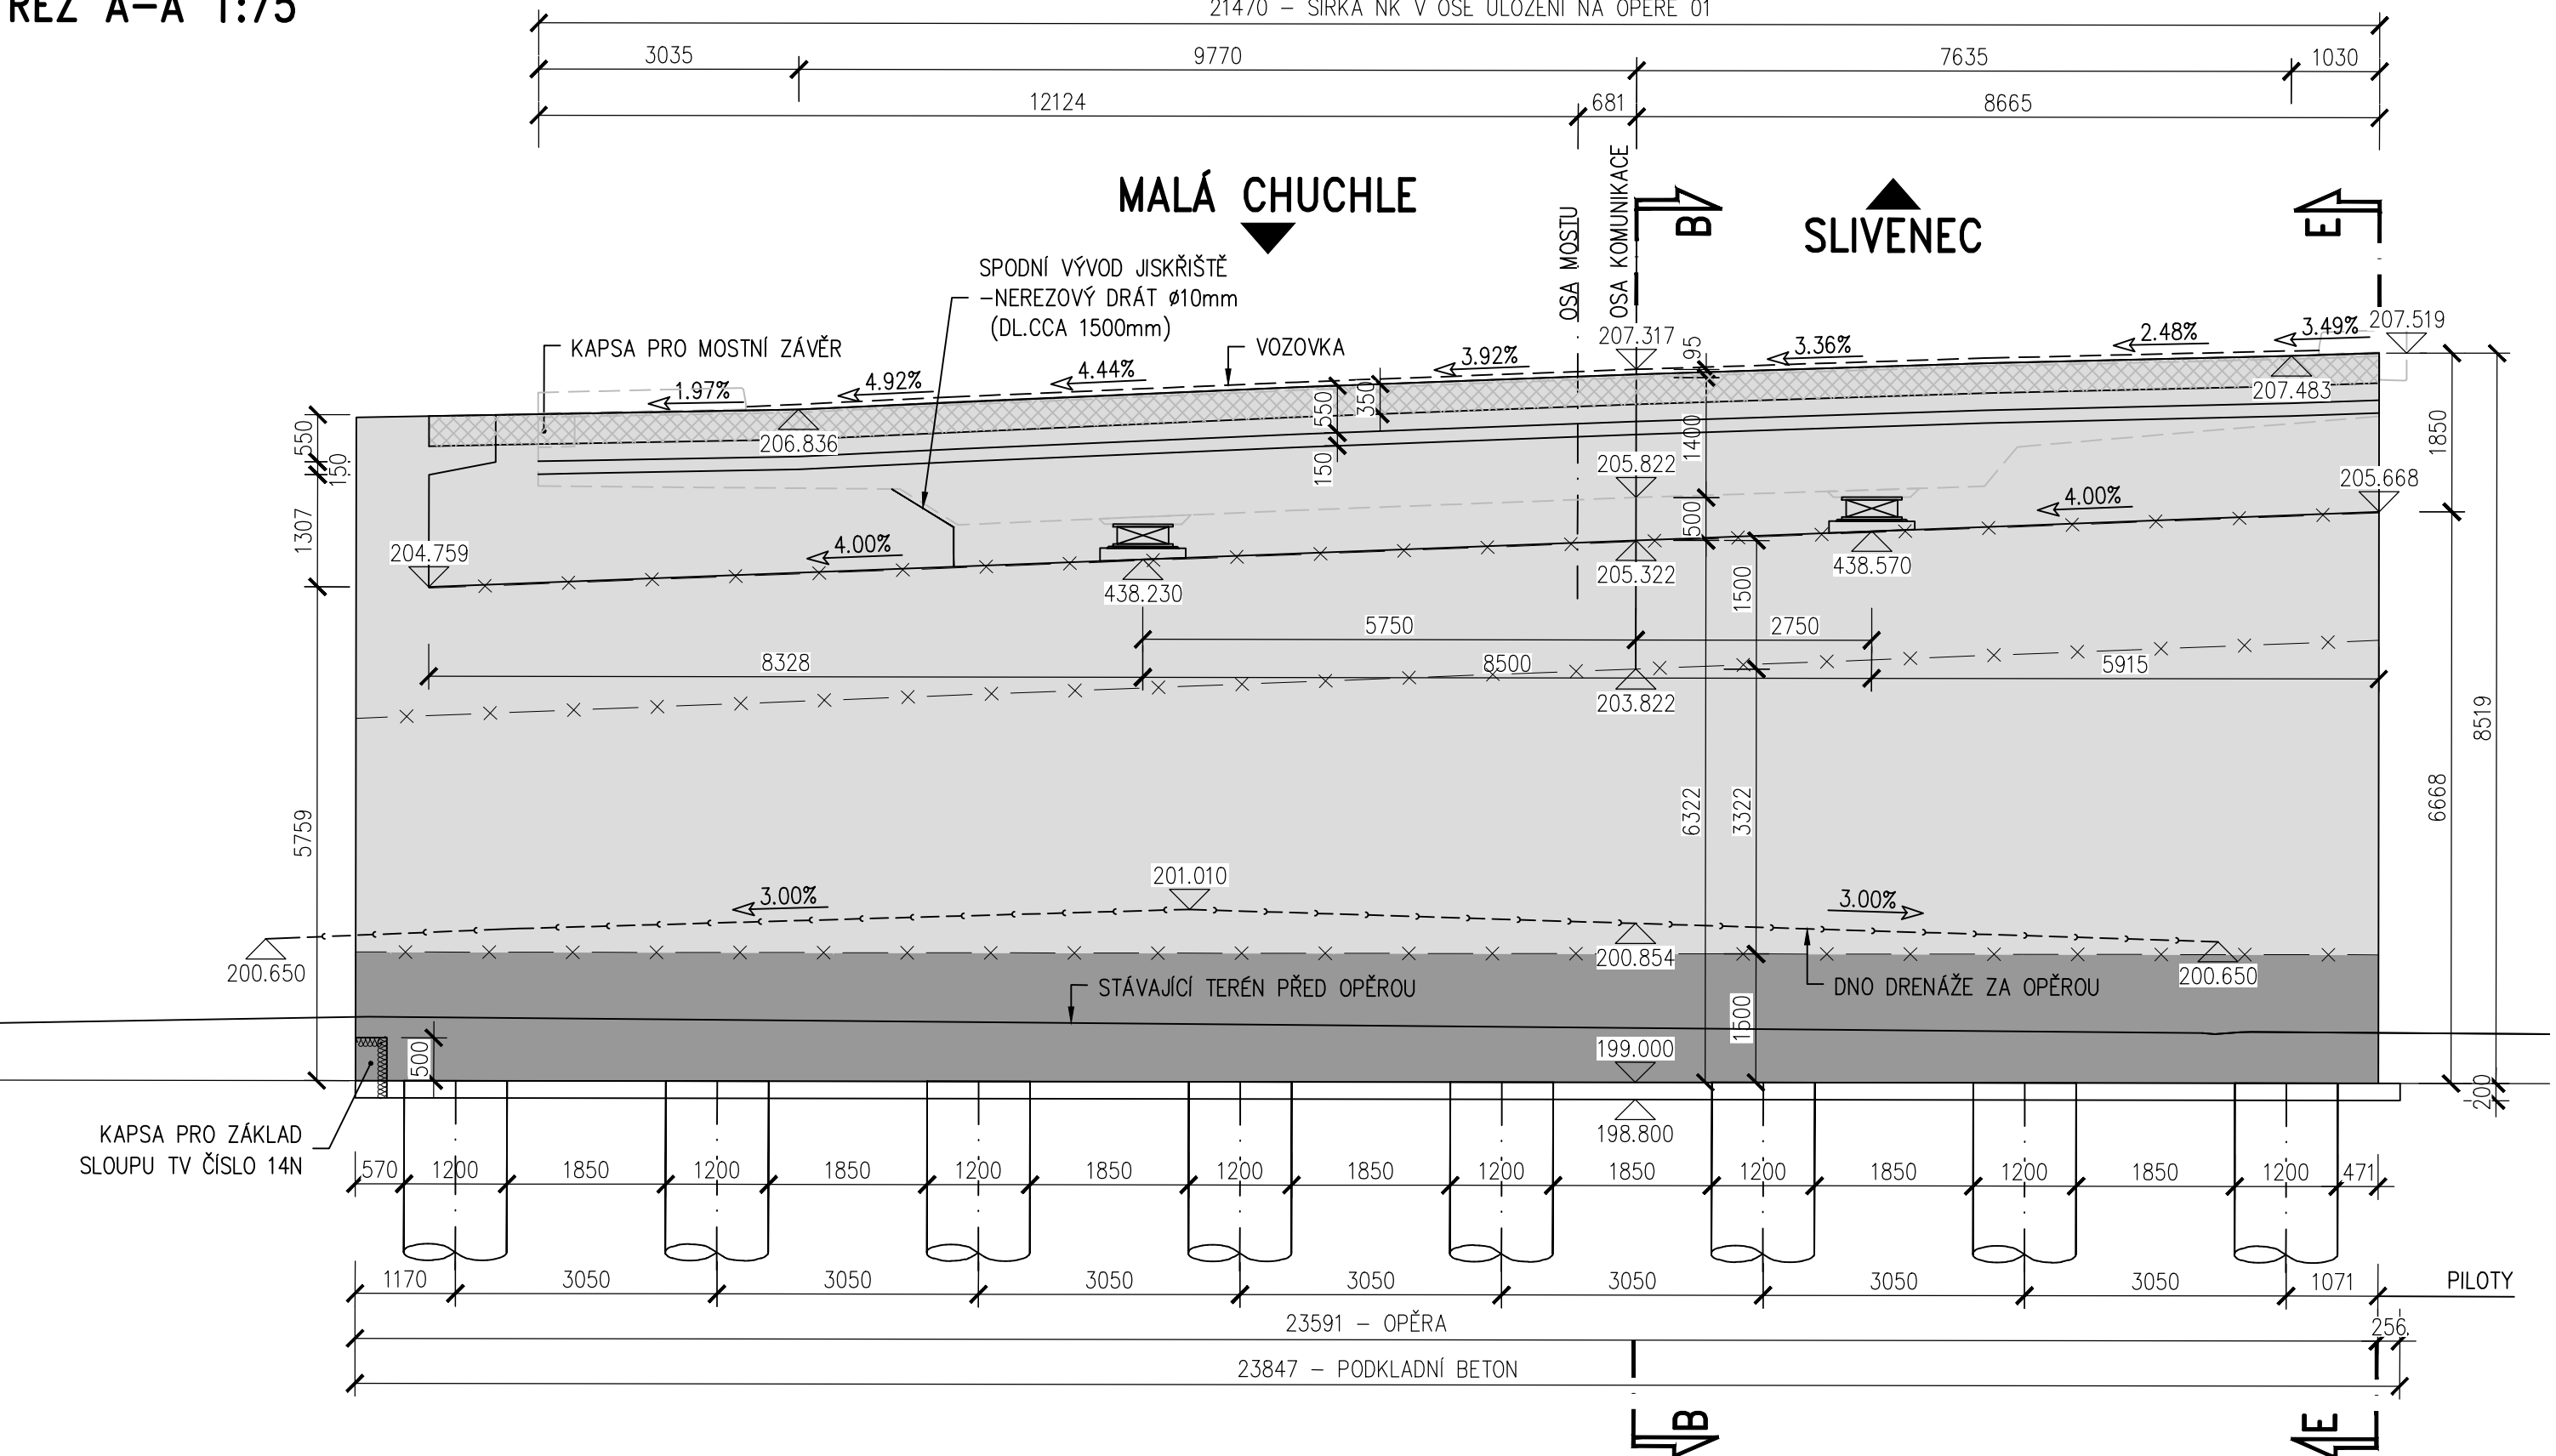 ŘEZ A-A 1:75
21470 - ŠÍŘKA NK V OSE ULOŽENÍ NA OPĚŘE 01
3035
9770
7635
1030
12124
681
8665
MALÁ CHUCHLE
SLIVENEC
OSA MOSTU
OSA KOMUNIKACE
B
E
SPODNÍ VÝVOD JISKŘIŠTĚ
-NEREZOVÝ DRÁT ø10mm
(DL.CCA 1500mm)
KAPSA PRO MOSTNÍ ZÁVĚR
VOZOVKA
207.317
207.519
1.97%
4.92%
4.44%
3.92%
3.36%
2.48%
3.49%
95
550
350
206.836
207.483
550
150
150
1400
1850
205.822
205.668
1307
204.759
4.00%
500
4.00%
438.230
205.322
438.570
1500
5750
2750
8328
8500
5915
203.822
8519
5759
6322
3322
6668
201.010
3.00%
3.00%
200.650
200.854
200.650
STÁVAJÍCÍ TERÉN PŘED OPĚROU
DNO DRENÁŽE ZA OPĚROU
1500
500
199.000
200
198.800
KAPSA PRO ZÁKLAD
SLOUPU TV ČÍSLO 14N
570 1200 1850 1200 1850 1200 1850 1200 1850 1200 1850 1200 1850 1200 1850 1200 471
1170 3050 3050 3050 3050 3050 3050 3050 1071 PILOTY
23591 - OPĚRA
256
23847 - PODKLADNÍ BETON
B
E